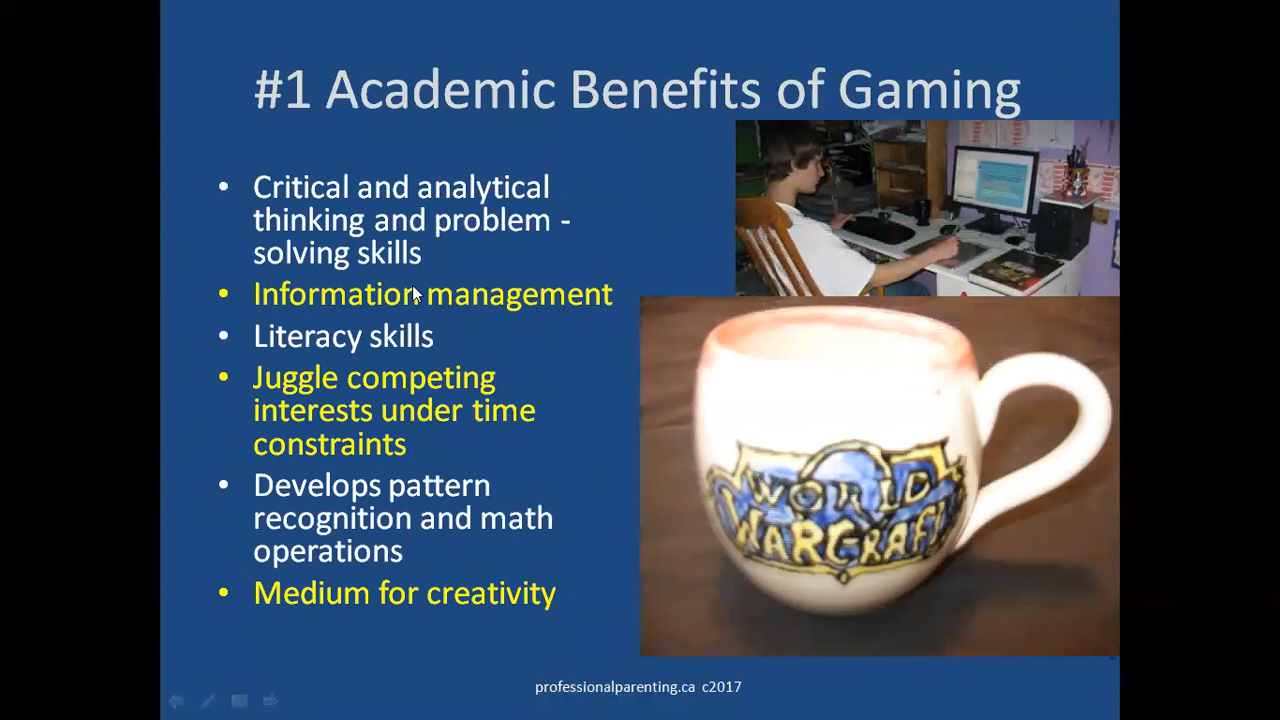 #1 Academic Benefits of Gaming
• Critical and analytical
thinking and problem -
solving skills
• Information management
• Literacy skills
• Juggle competing
interests under time
constraints
• Develops pattern
recognition and math
operations
• Medium for creativity
WORLD
WARCRAFT
professionalparenting.ca c2017